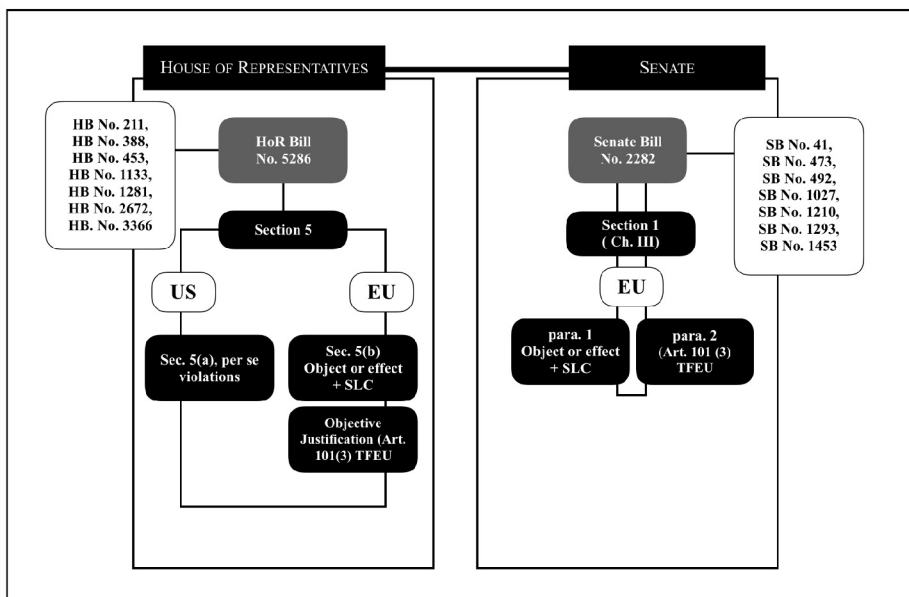 HOUSE OF REPRESENTATIVES
HB No. 211,
HB No. 388,
HB No. 453,
HB No. 1133,
HB No. 1281,
HB No. 2672,
HB. No. 3366
HoR Bill
No. 5286
Section 5
US
EU
Sec. 5(a), per se
violations
Sec. 5(b)
Object or effect
+ SLC
Objective
Justification (Art.
101(3) TFEU
SENATE
Senate Bill
No. 2282
SB No. 41,
SB No. 473,
SB No. 492,
SB No. 1027,
SB No. 1210,
SB No. 1293,
SB No. 1453
Section 1
( Ch. III)
EU
para. 1
Object or effect
+ SLC
para. 2
(Art. 101 (3)
TFEU